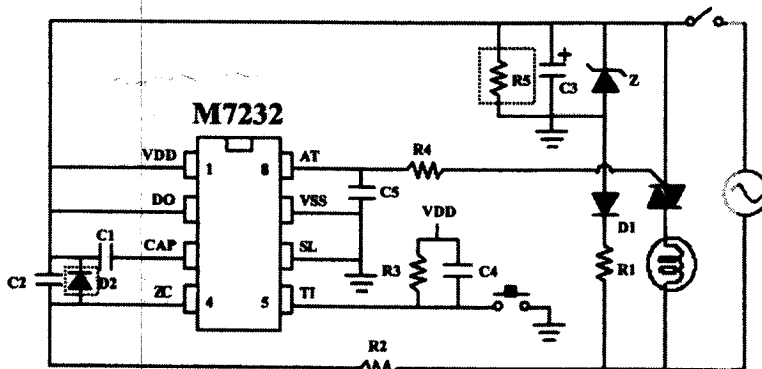 R5
C3
+
Z
M7232
VDD 1 8 AT
R4
DO VSS
C5
VDD
D1
C1
CAP SL
C2
D2
R3
C4
R1
ZC 4 5 TI
R2